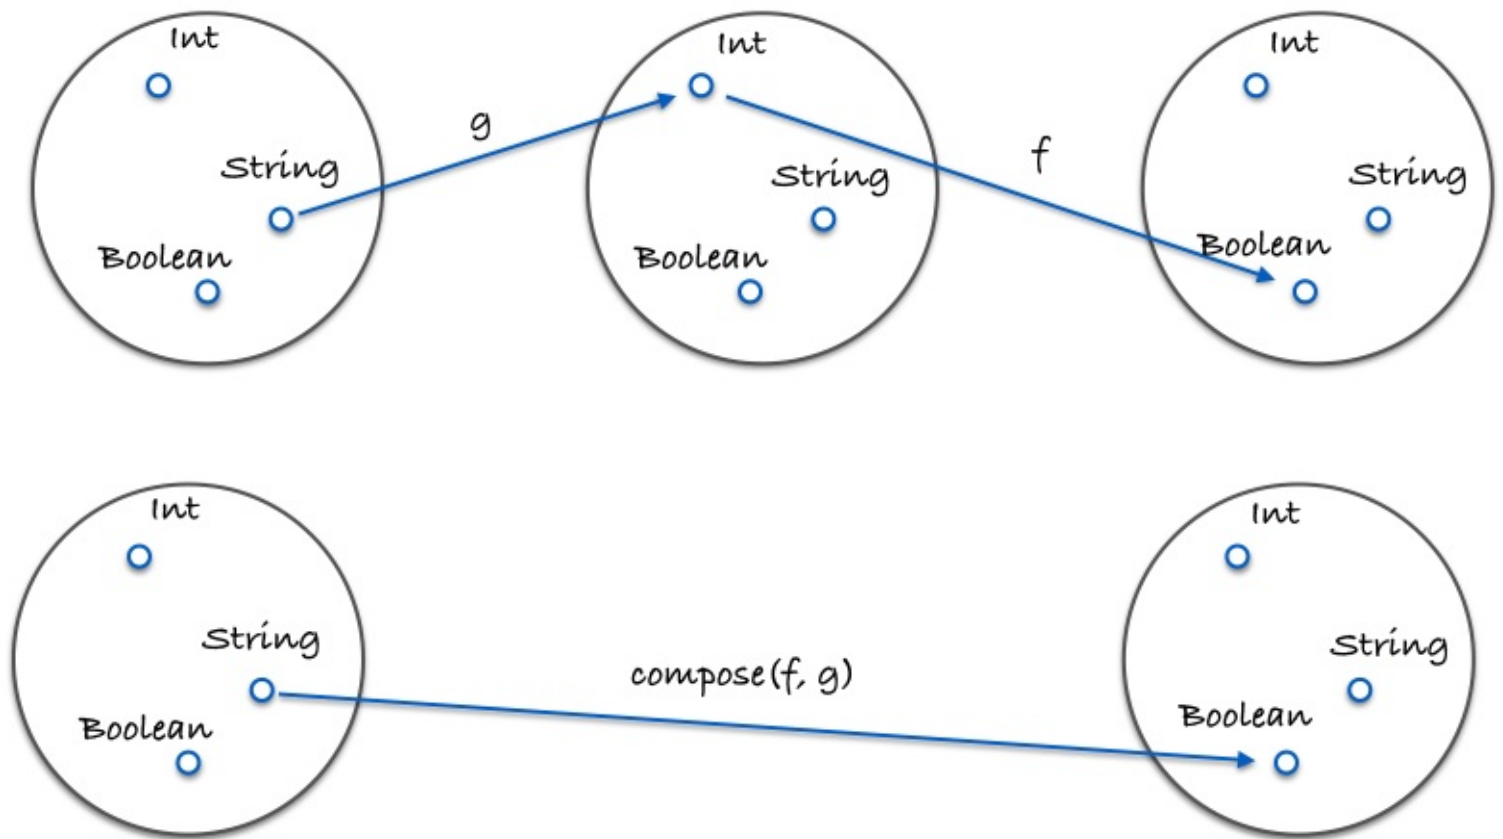 Int
Int
Int
g
f
String
String
String
Boolean
Boolean
Boolean
Int
Int
String
String
compose(f, g)
Boolean
Boolean